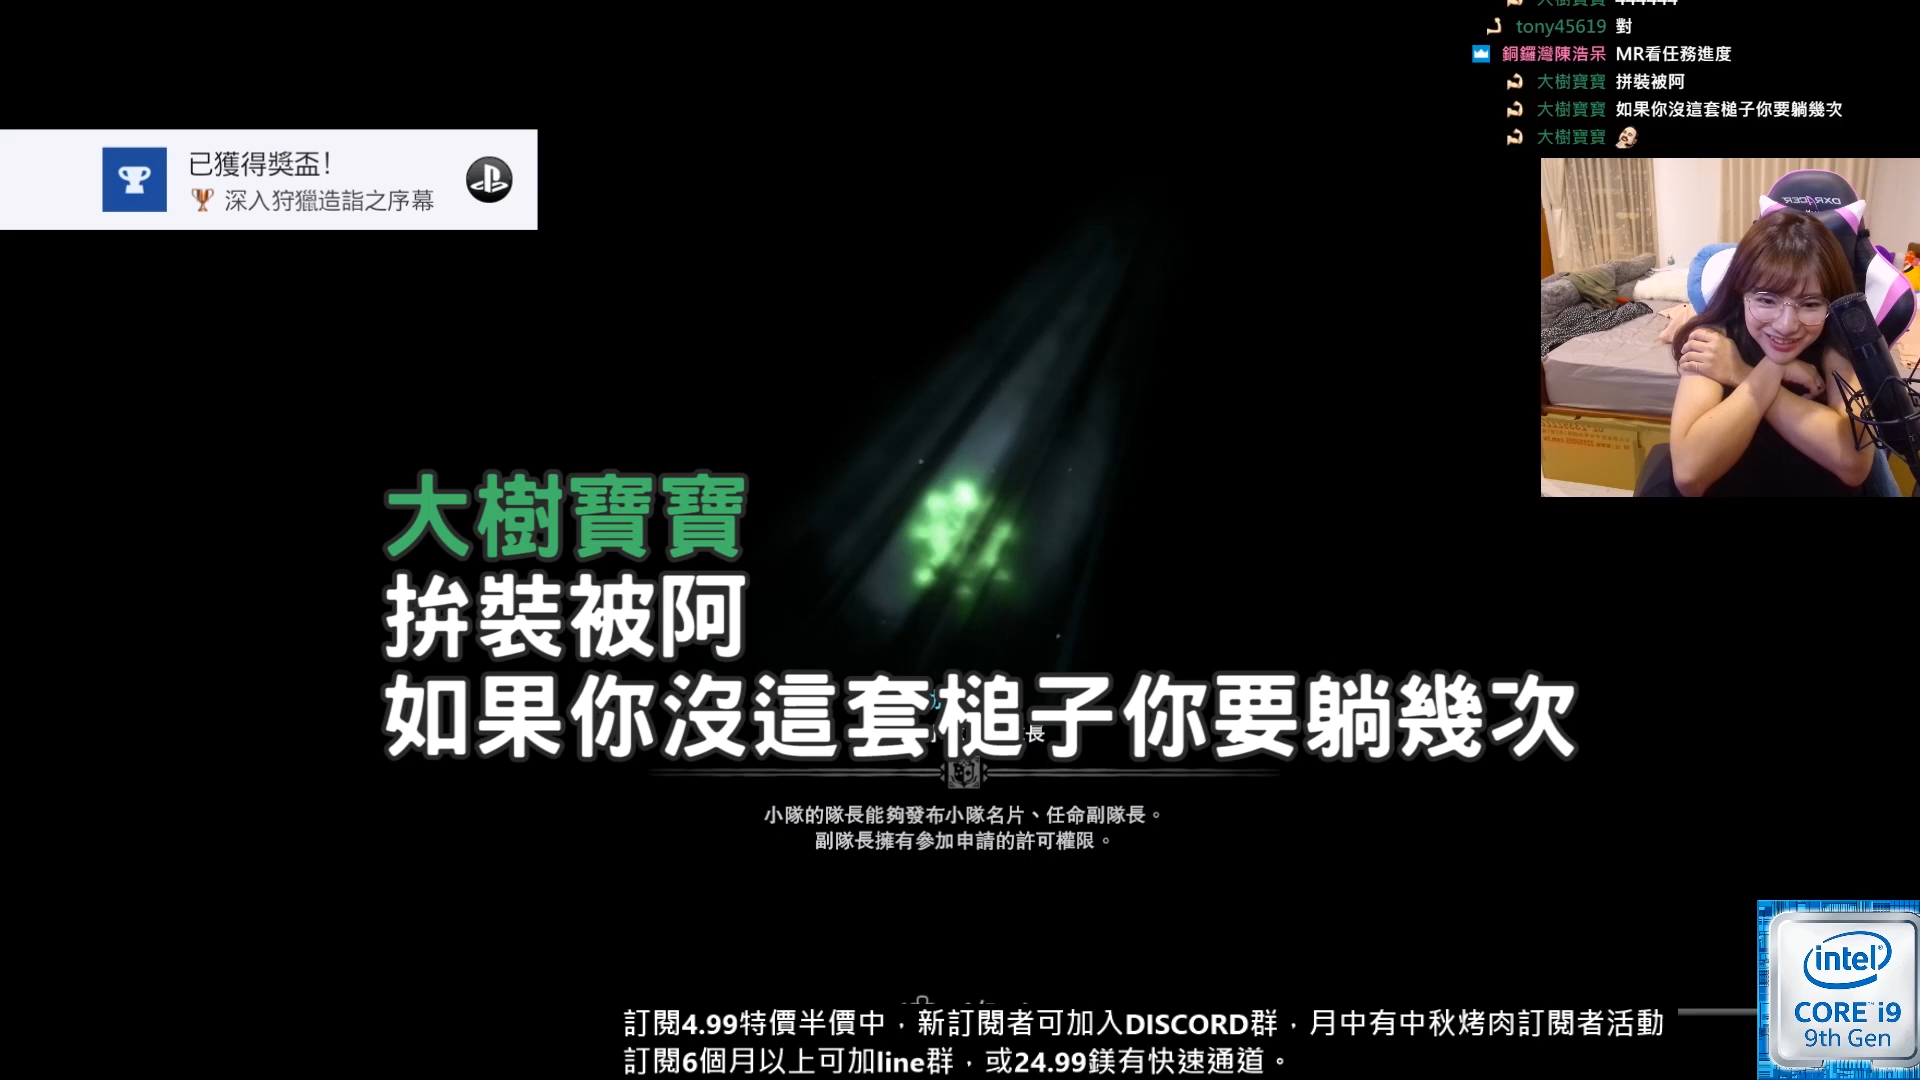 tony45619 對
銅鑼灣陳浩呆 MR看任務進度
大樹寶寶 拼裝被阿
大樹寶寶 如果你沒這套槌子你要躺幾次
大樹寶寶
已獲得獎盃!
深入狩獵造詣之序幕
大樹寶寶
拚裝被阿
如果你沒這套槌子你要躺幾次
長
小隊的隊長能夠發布小隊名片、任命副隊長。
副隊長擁有參加申請的許可權限。
訂閱4.99特價半價中，新訂閱者可加入DISCORD群，月中有中秋烤肉訂閱者活動
訂閱6個月以上可加line群，或24.99鎂有快速通道。
intel
CORE i9
9th Gen